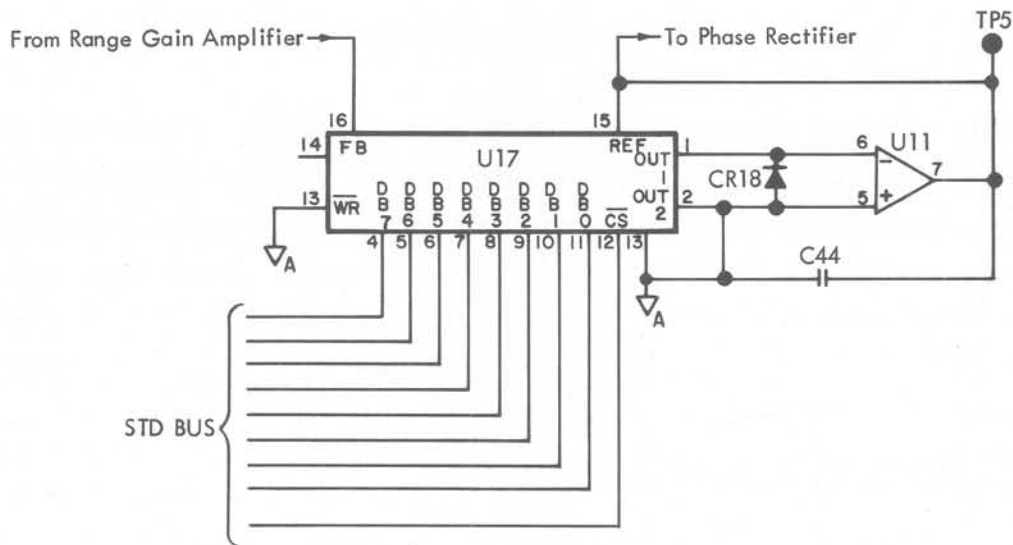 TP5
From Range Gain Amplifier
To Phase Rectifier
16
15
14
FB
U17
REF
OUT
1
1
6
U11
7
CR18
13
WR
D
B
7
D
B
6
D
B
5
D
B
4
D
B
3
D
B
2
D
B
1
D
B
0
CS
OUT
2
2
5
4
5
6
7
8
9
10
11
12
13
-
+
A
A
C44
STD BUS